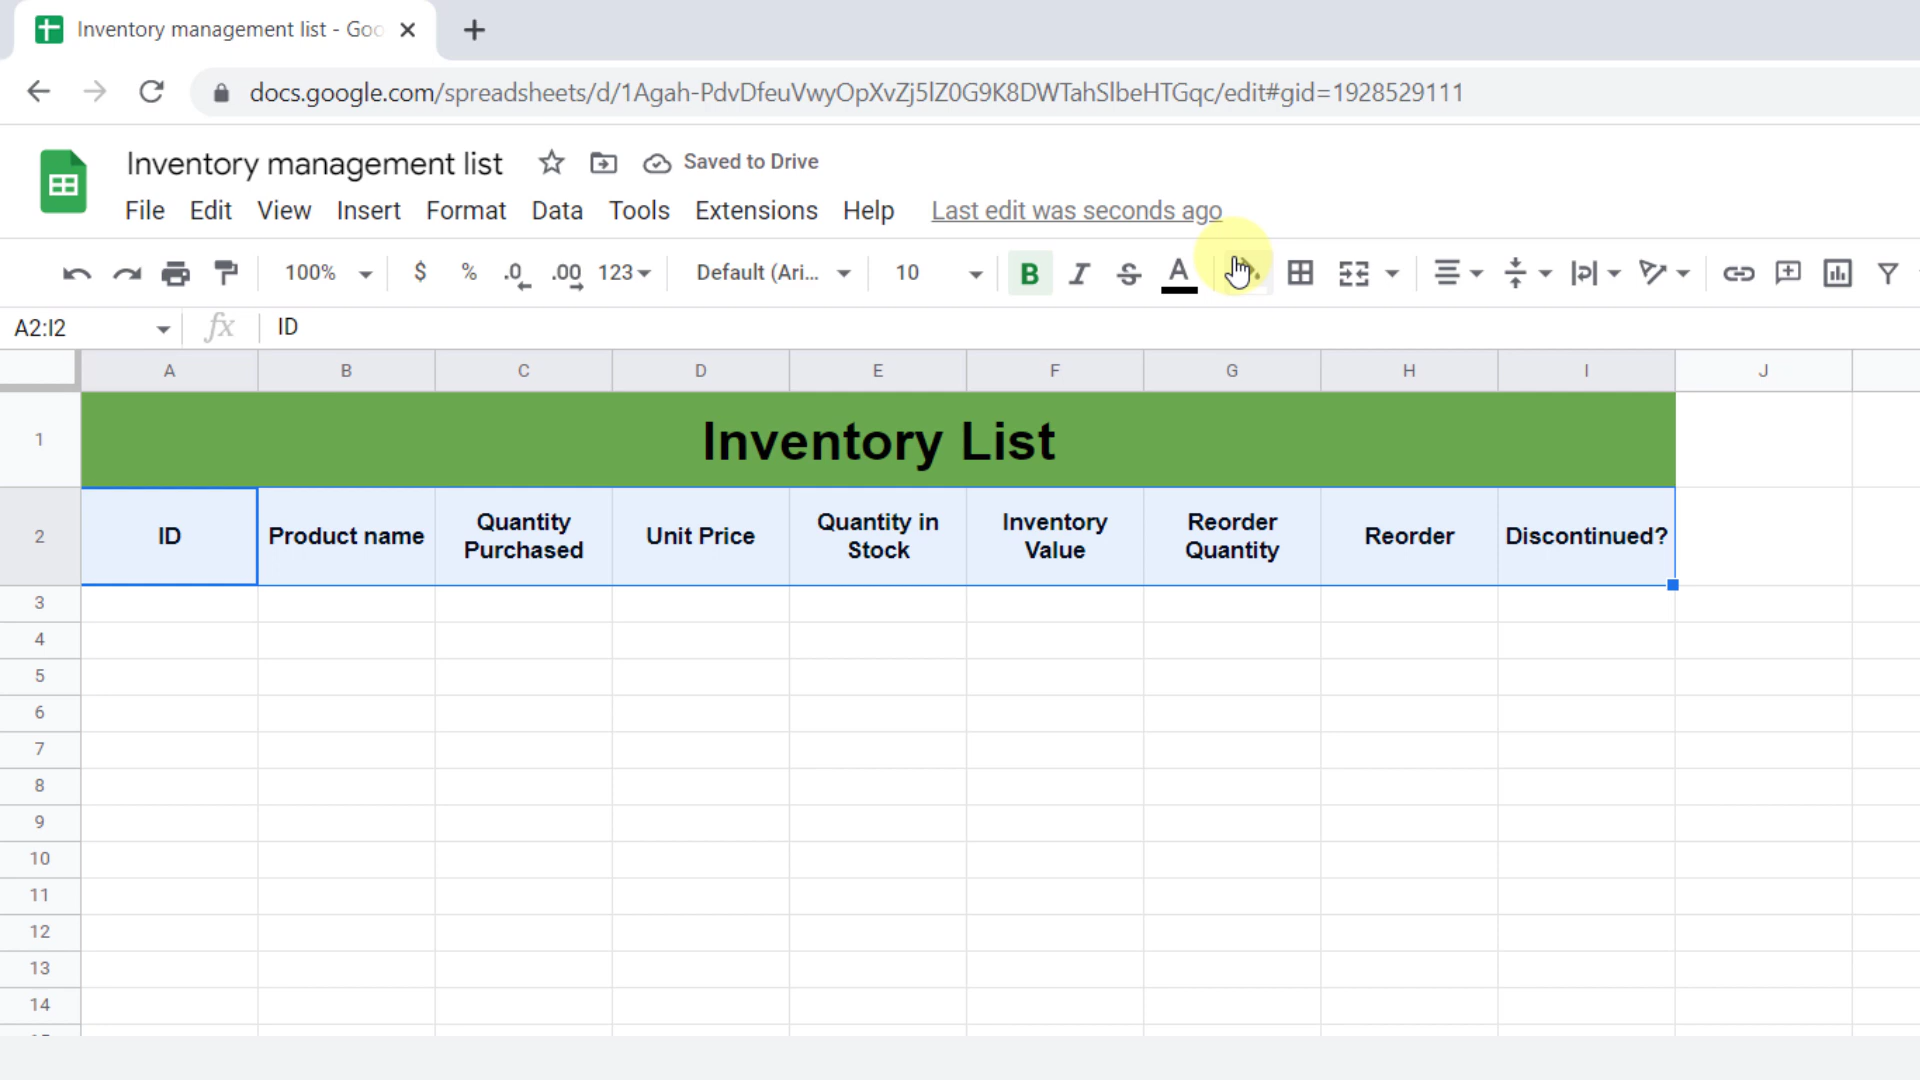 Inventory management list - Goo
docs.google.com/spreadsheets/d/1Agah-PdvDfeuVwyOpXvZj5lZ0G9K8DWTahSlbeHTGqc/edit#gid=1928529111
Inventory management list Saved to Drive
File Edit View Insert Format Data Tools Extensions Help Last edit was seconds ago
100% $ % .0 .00 123 Default (Ari... 10 B I S A
A2:I2 fx ID
A B C D E F G H I J
1 Inventory List
2 ID Product name Quantity Purchased Unit Price Quantity in Stock Inventory Value Reorder Quantity Reorder Discontinued?
3
4
5
6
7
8
9
10
11
12
13
14